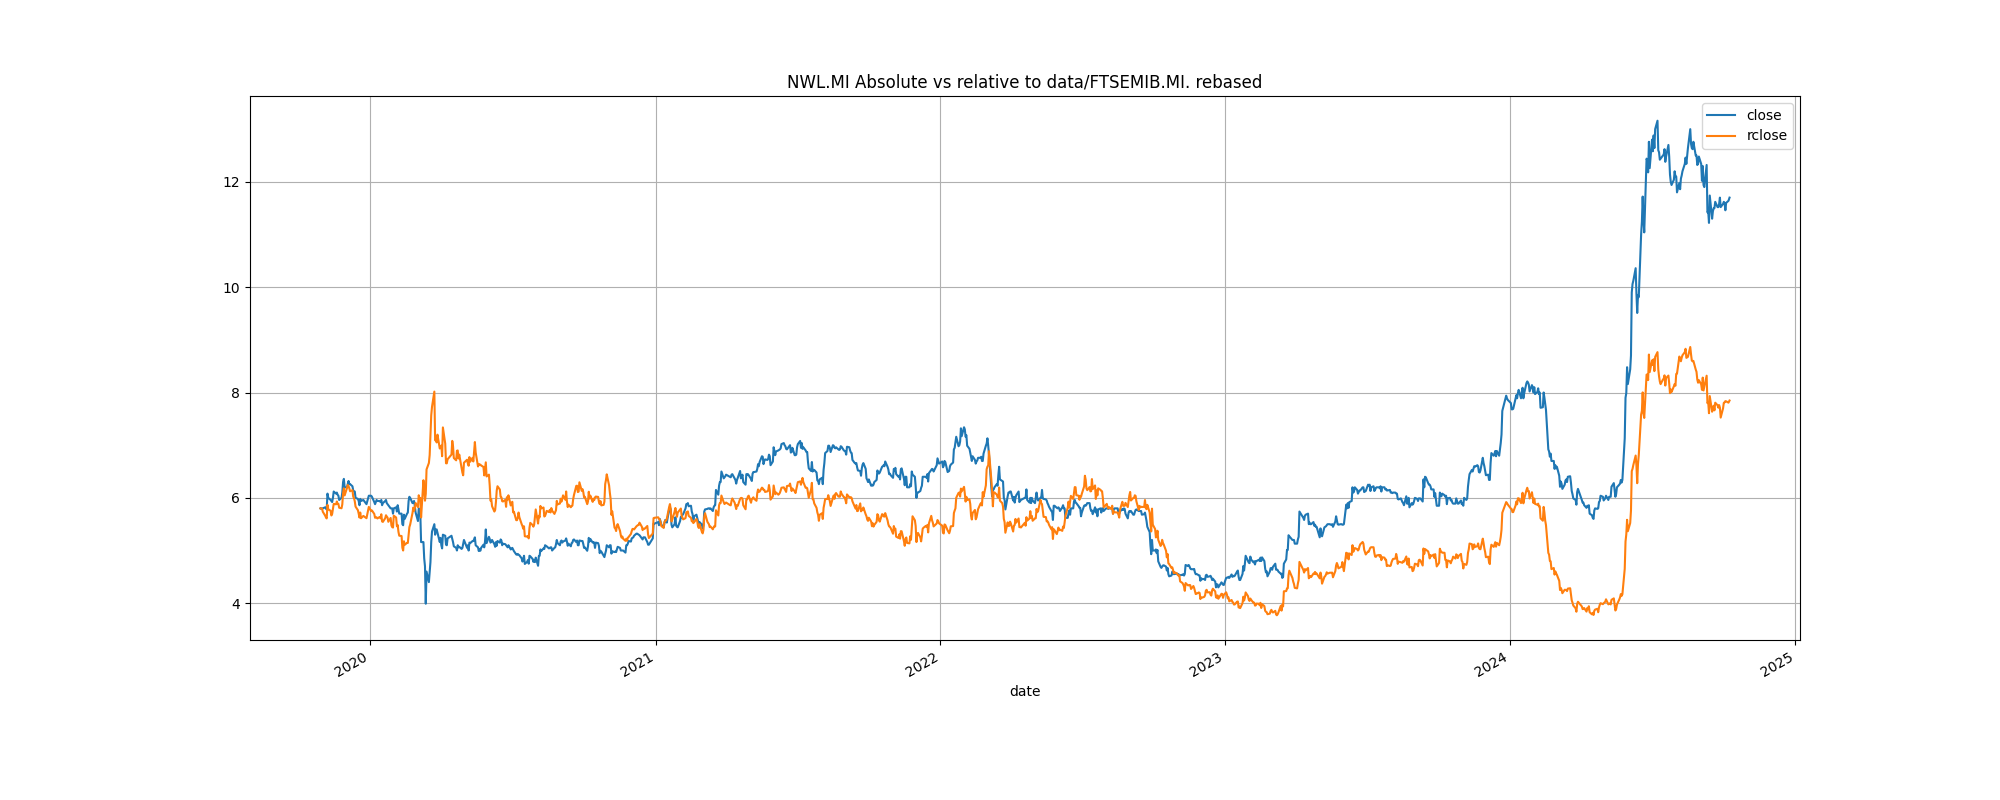 NWL.MI Absolute vs relative to data/FTSEMIB.MI. rebased
close
rclose
12
10
8
6
4
2020
2021
2022
2023
2024
2025
date